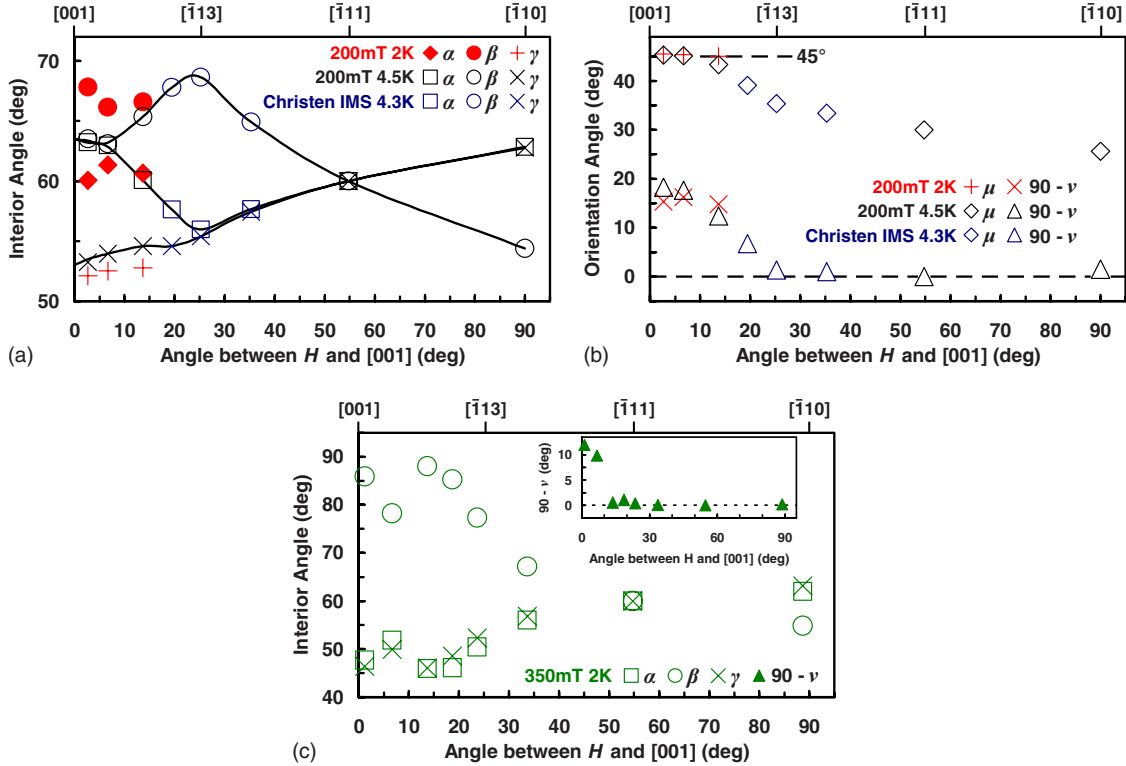 [001] [1̄13] [1̄11] [1̄10]
200mT 2K α β γ
200mT 4.5K α β γ
Christen IMS 4.3K α β γ
Interior Angle (deg)
70
60
50
0 10 20 30 40 50 60 70 80 90
Angle between H and [001] (deg)
(a)
[001] [1̄13] [1̄11] [1̄10]
45°
200mT 2K μ 90 - ν
200mT 4.5K μ 90 - ν
Christen IMS 4.3K μ 90 - ν
Orientation Angle (deg)
40
30
20
10
0
0 10 20 30 40 50 60 70 80 90
Angle between H and [001] (deg)
(b)
[001] [1̄13] [1̄11] [1̄10]
Interior Angle (deg)
90
80
70
60
50
40
90 - ν (deg)
10
5
0
0 30 60 90
Angle between H and [001] (deg)
350mT 2K α β γ 90 - ν
0 10 20 30 40 50 60 70 80 90
Angle between H and [001] (deg)
(c)